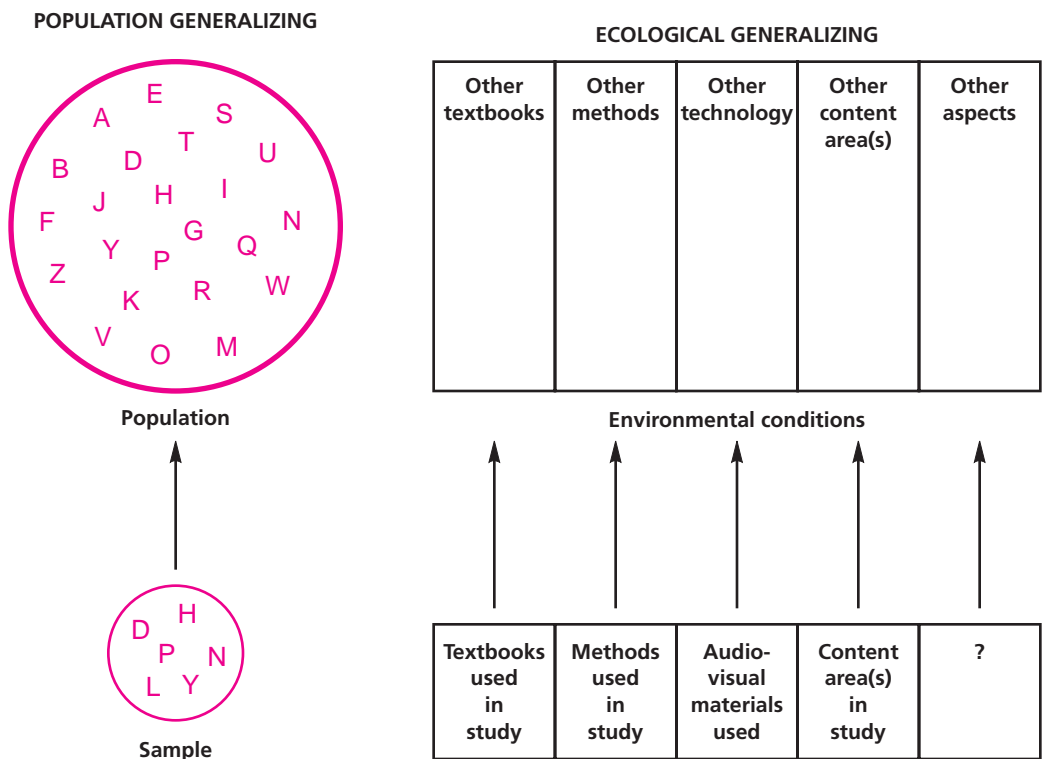 POPULATION GENERALIZING
E
A S
T U
B D
J H I
F G N
Y P Q
Z K R W
V O M
Population
H
D P N
L Y
Sample
ECOLOGICAL GENERALIZING
Other
textbooks
Other
methods
Other
technology
Other
content
area(s)
Other
aspects
Environmental conditions
Textbooks
used
in
study
Methods
used
in
study
Audio-
visual
materials
used
Content
area(s)
in
study
?